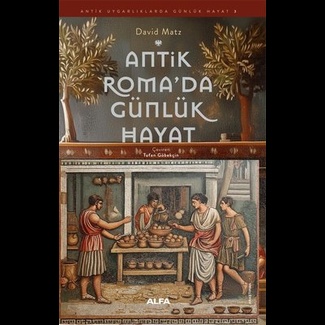 ANTİK UYGARLIKLARDA GÜNLÜK HAYAT 3
David Matz
ANTİK
ROMA'DA
GÜNLÜK
HAYAT
Çeviren:
Tufan Göbekçin
ALFA